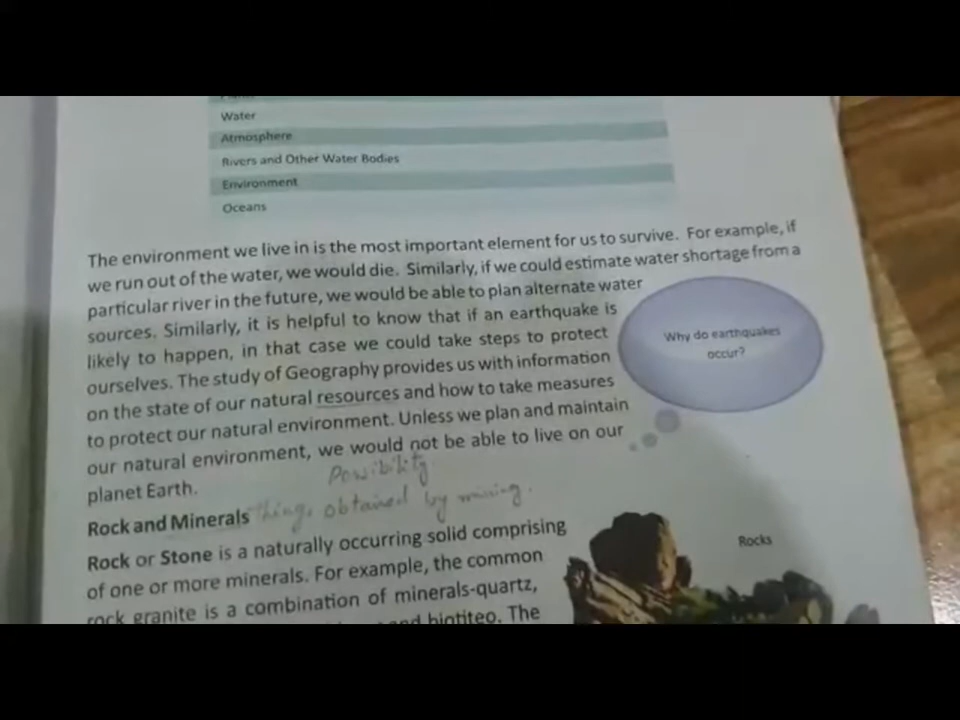 Water
Atmosphere
Rivers and Other Water Bodies
Environment
Oceans
The environment we live in is the most important element for us to survive. For example, if
we run out of the water, we would die. Similarly, if we could estimate water shortage from a
particular river in the future, we would be able to plan alternate water
sources. Similarly, it is helpful to know that if an earthquake is
likely to happen, in that case we could take steps to protect
ourselves. The study of Geography provides us with information
on the state of our natural resources and how to take measures
to protect our natural environment. Unless we plan and maintain
our natural environment, we would not be able to live on our
planet Earth.
Why do earthquakes
occur?
Possibility
Rock and Minerals things obtained by mining.
Rock or Stone is a naturally occurring solid comprising
of one or more minerals. For example, the common
rock granite is a combination of minerals-quartz,
and biotiteo. The
Rocks